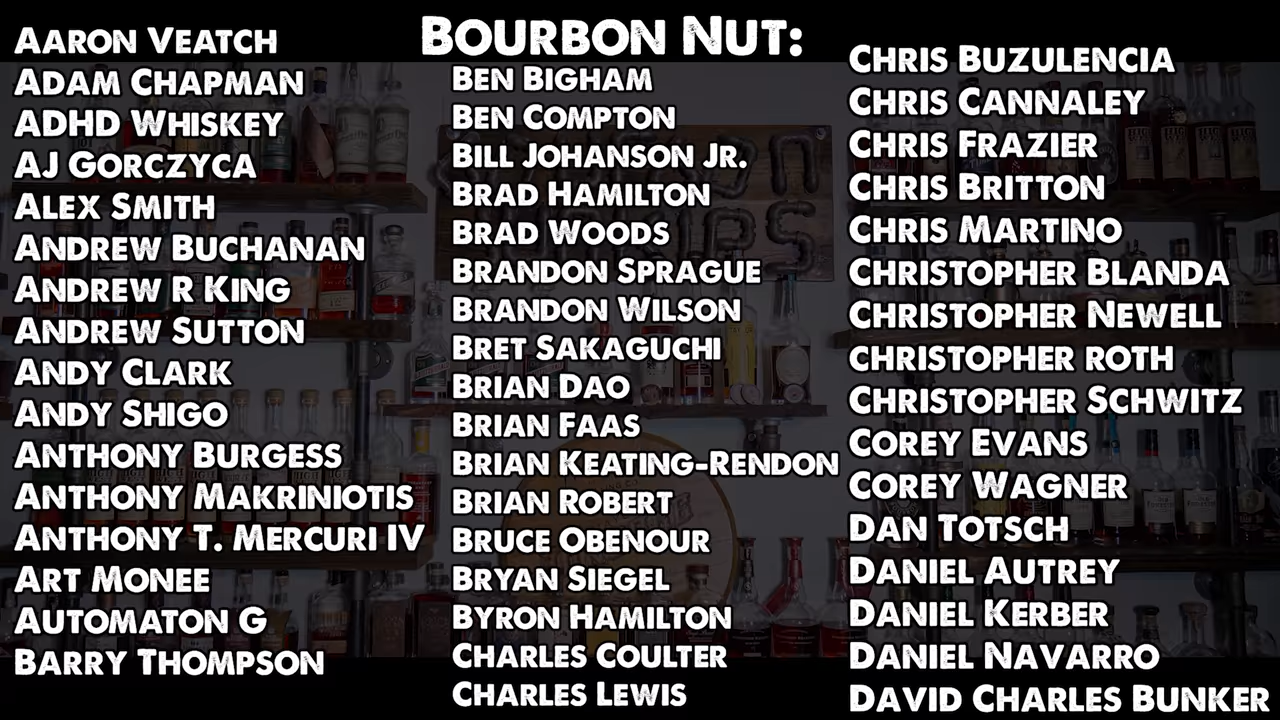 Bourbon Nut:
Aaron Veatch
Adam Chapman
ADHD Whiskey
AJ Gorczyca
Alex Smith
Andrew Buchanan
Andrew R King
Andrew Sutton
Andy Clark
Andy Shigo
Anthony Burgess
Anthony Makriniotis
Anthony T. Mercuri IV
Art Monee
Automaton G
Barry Thompson
Ben Bigham
Ben Compton
Bill Johanson Jr.
Brad Hamilton
Brad Woods
Brandon Sprague
Brandon Wilson
Bret Sakaguchi
Brian Dao
Brian Faas
Brian Keating-Rendon
Brian Robert
Bruce Obenour
Bryan Siegel
Byron Hamilton
Charles Coulter
Charles Lewis
Chris Buzulencia
Chris Cannaley
Chris Frazier
Chris Britton
Chris Martino
Christopher Blanda
Christopher Newell
christopher roth
Christopher Schwitz
Corey Evans
Corey Wagner
Dan Totsch
Daniel Autrey
Daniel Kerber
Daniel Navarro
David Charles Bunker